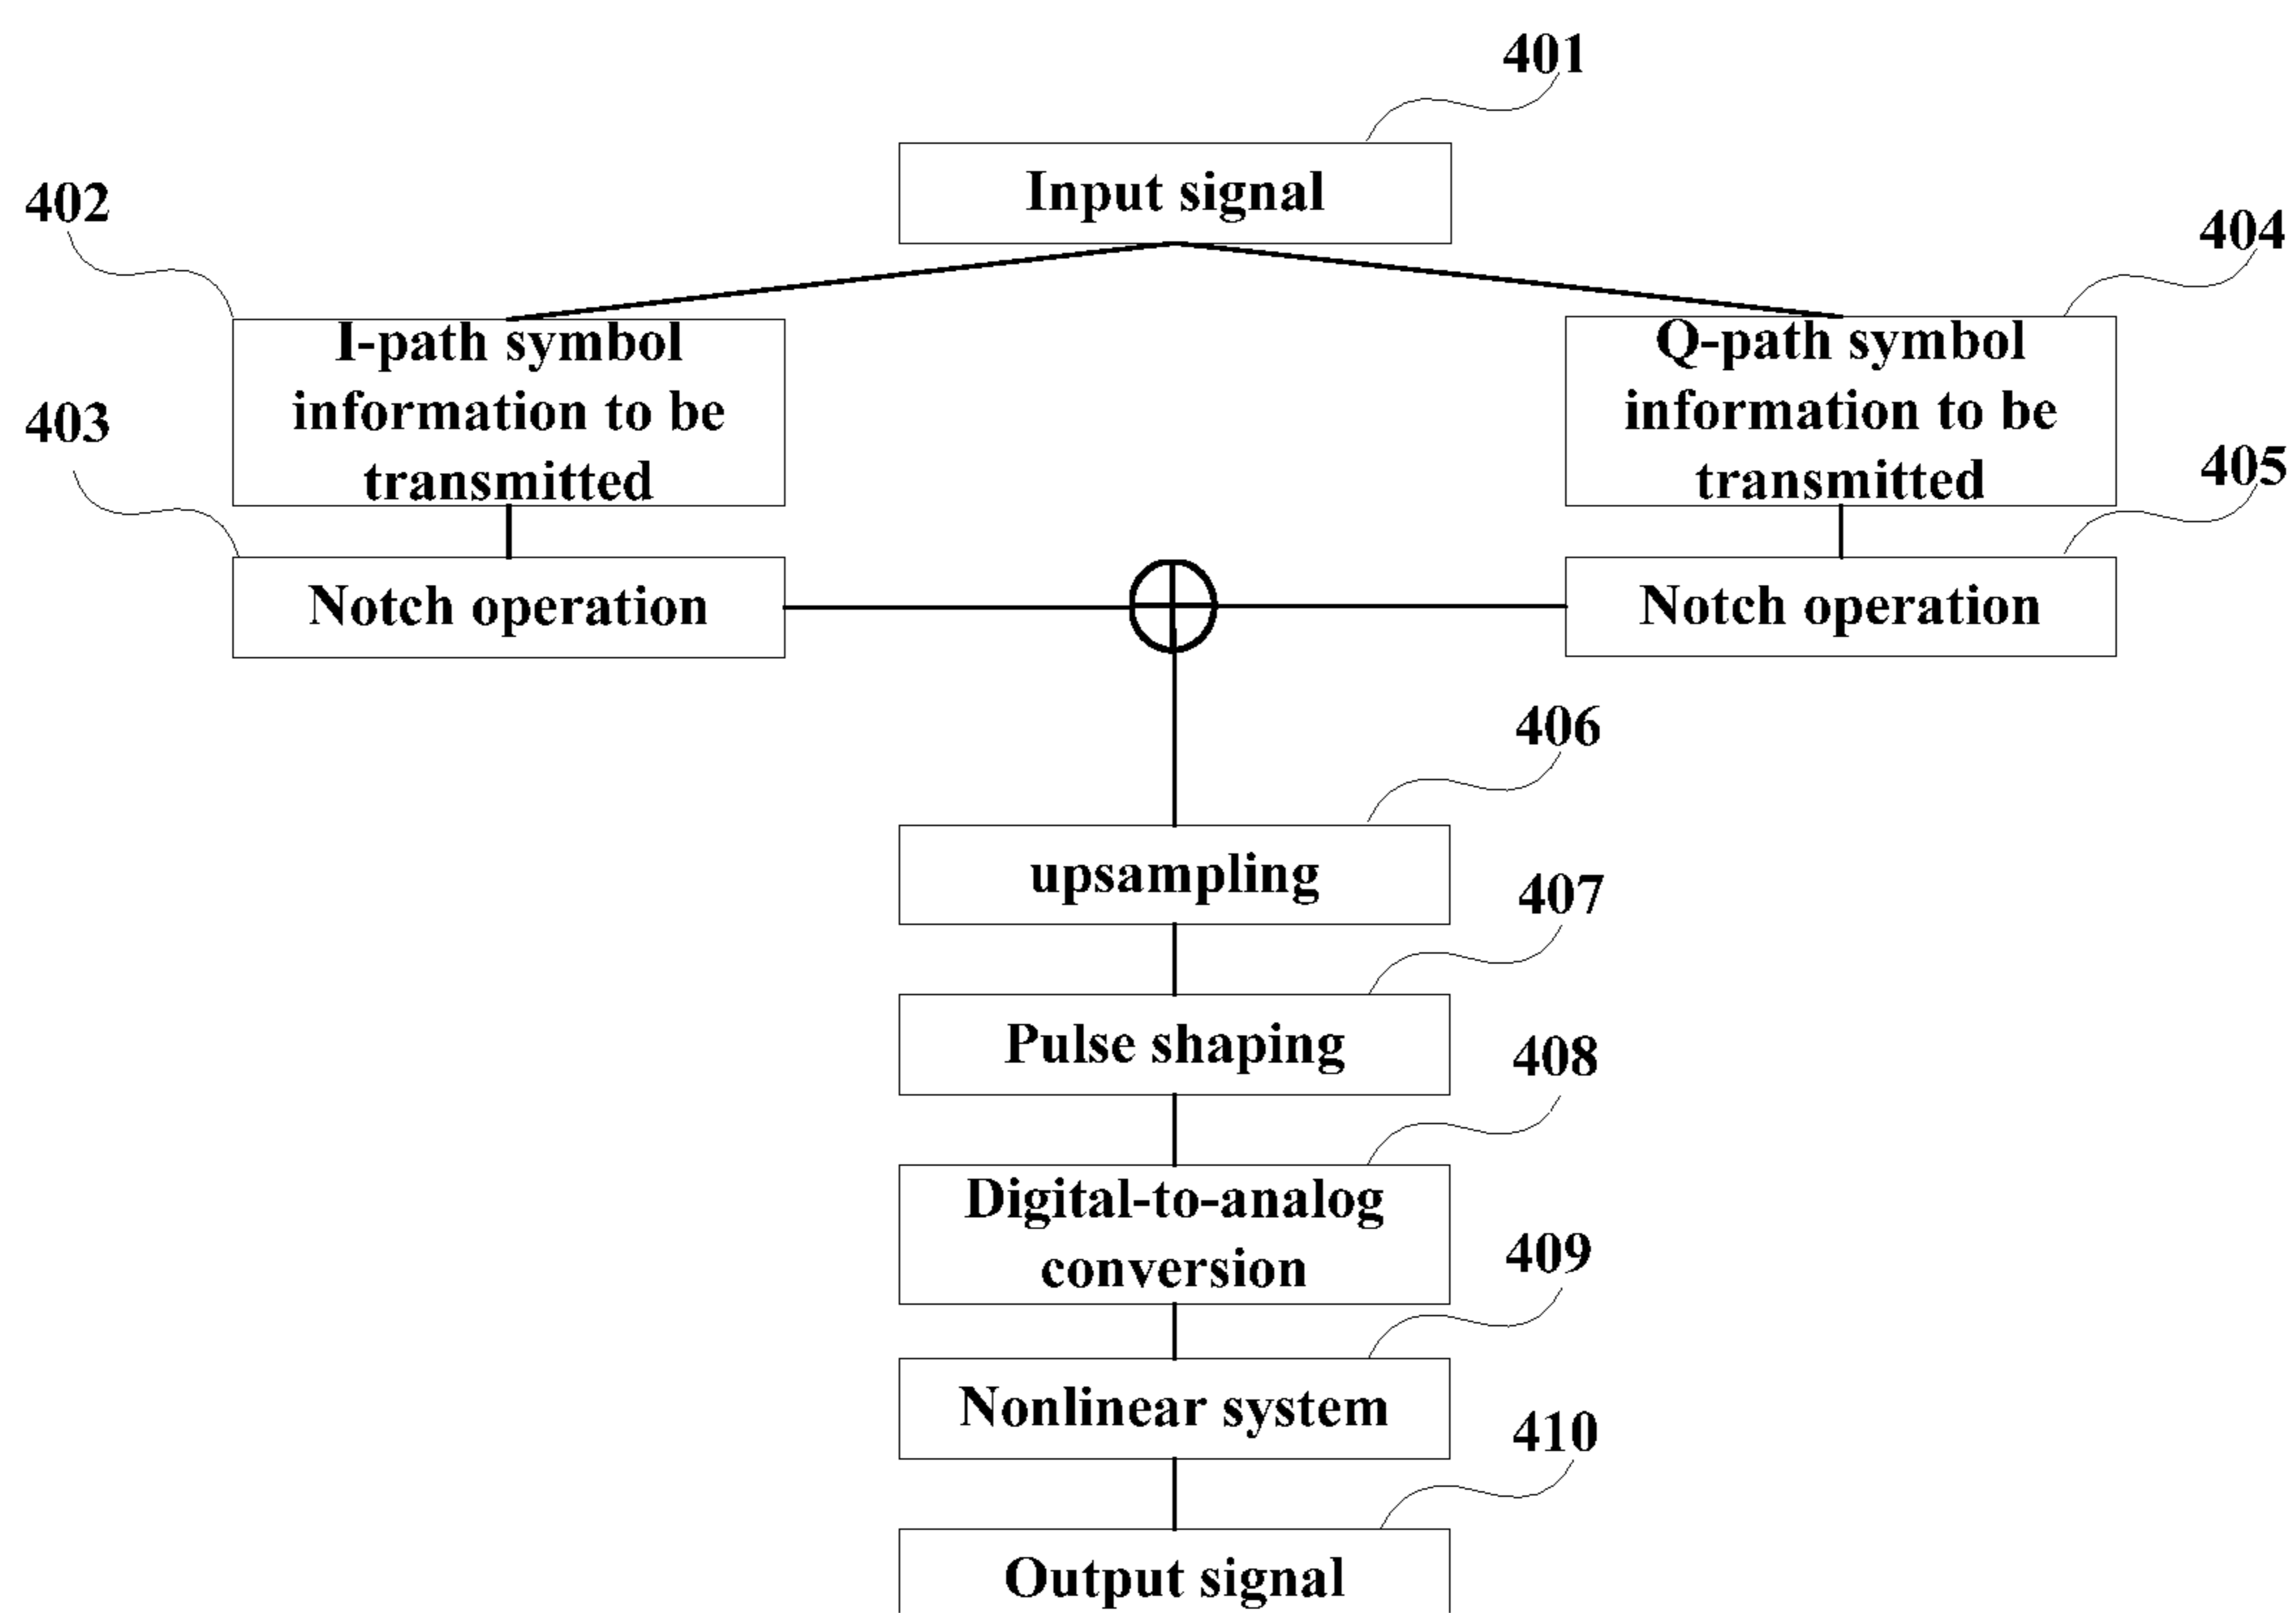 401
Input signal
402
404
I-path symbol
information to be
transmitted
Q-path symbol
information to be
transmitted
403
405
Notch operation
Notch operation
406
upsampling
407
Pulse shaping
408
Digital-to-analog
conversion
409
Nonlinear system
410
Output signal